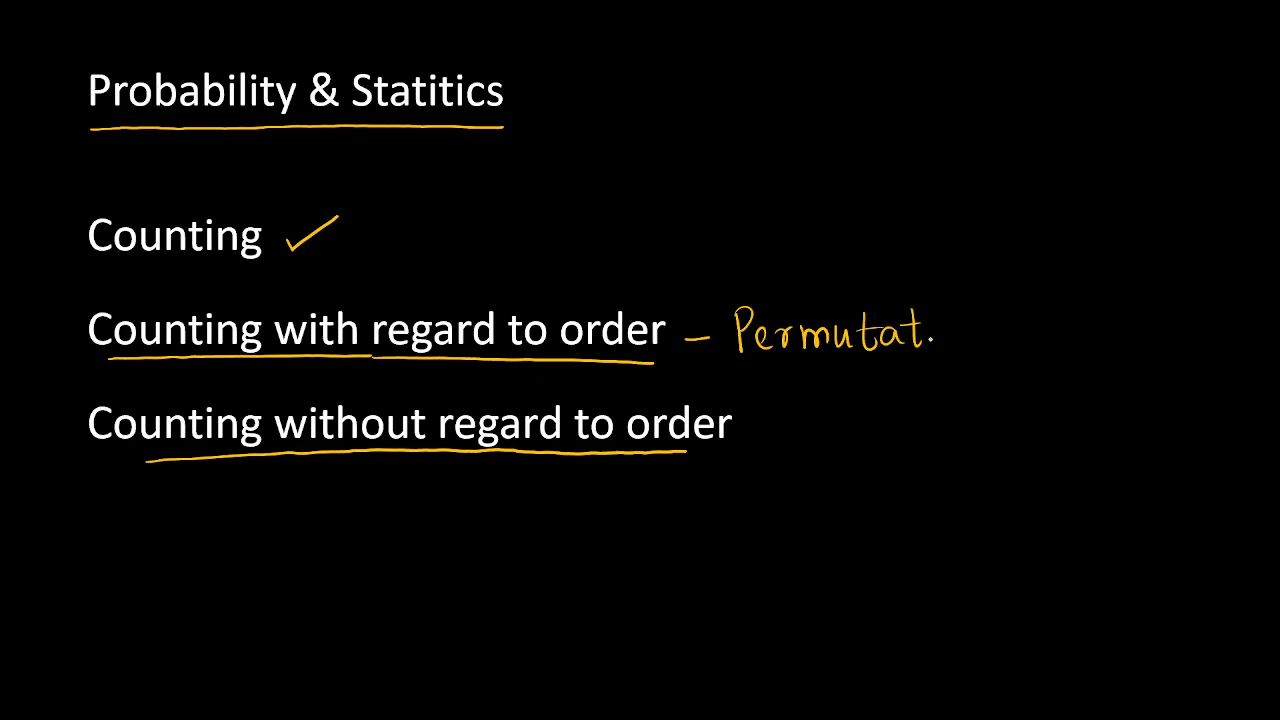 Probability & Statitics
Counting ✓
Counting with regard to order – Permutat.
Counting without regard to order